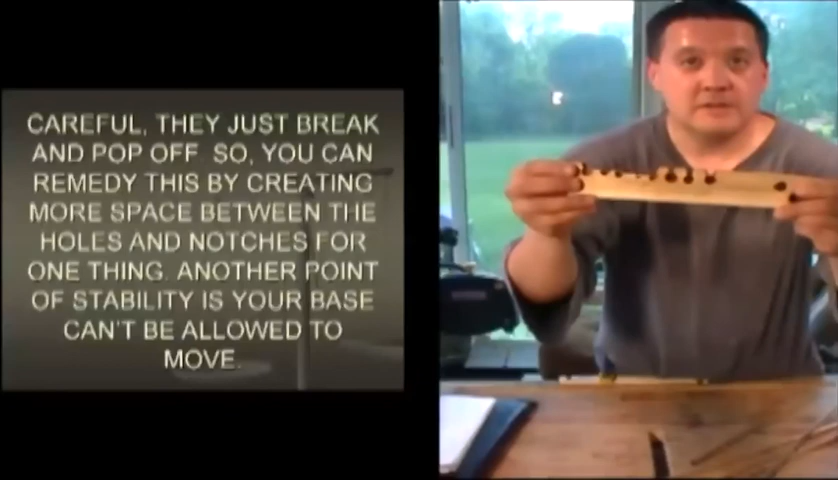 CAREFUL, THEY JUST BREAK
AND POP OFF SO, YOU CAN
REMEDY THIS BY CREATING
MORE SPACE BETWEEN THE
HOLES AND NOTCHES FOR
ONE THING. ANOTHER POINT
OF STABILITY IS YOUR BASE
CAN'T BE ALLOWED TO
MOVE.